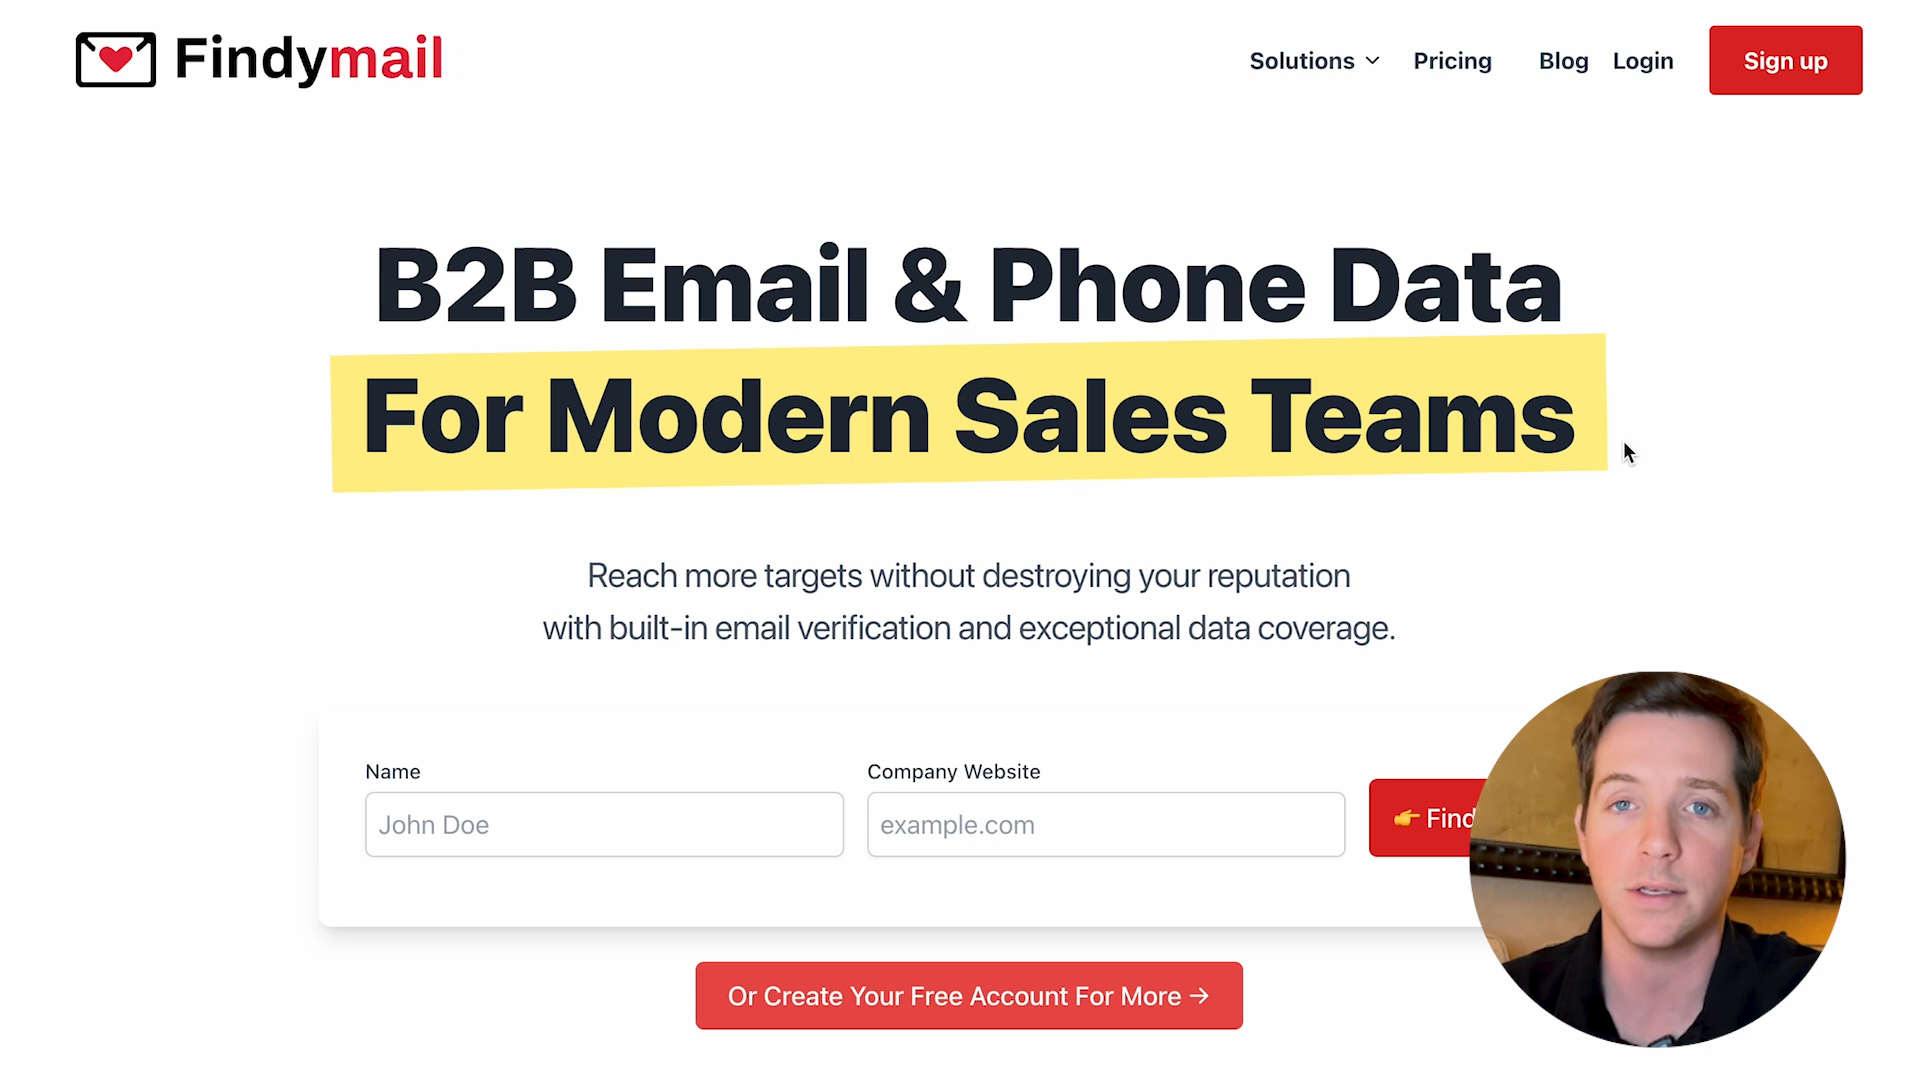 Findymail
Solutions
Pricing
Blog
Login
Sign up
B2B Email & Phone Data
For Modern Sales Teams
Reach more targets without destroying your reputation
with built-in email verification and exceptional data coverage.
Name
Company Website
John Doe
example.com
👉 Find
Or Create Your Free Account For More →